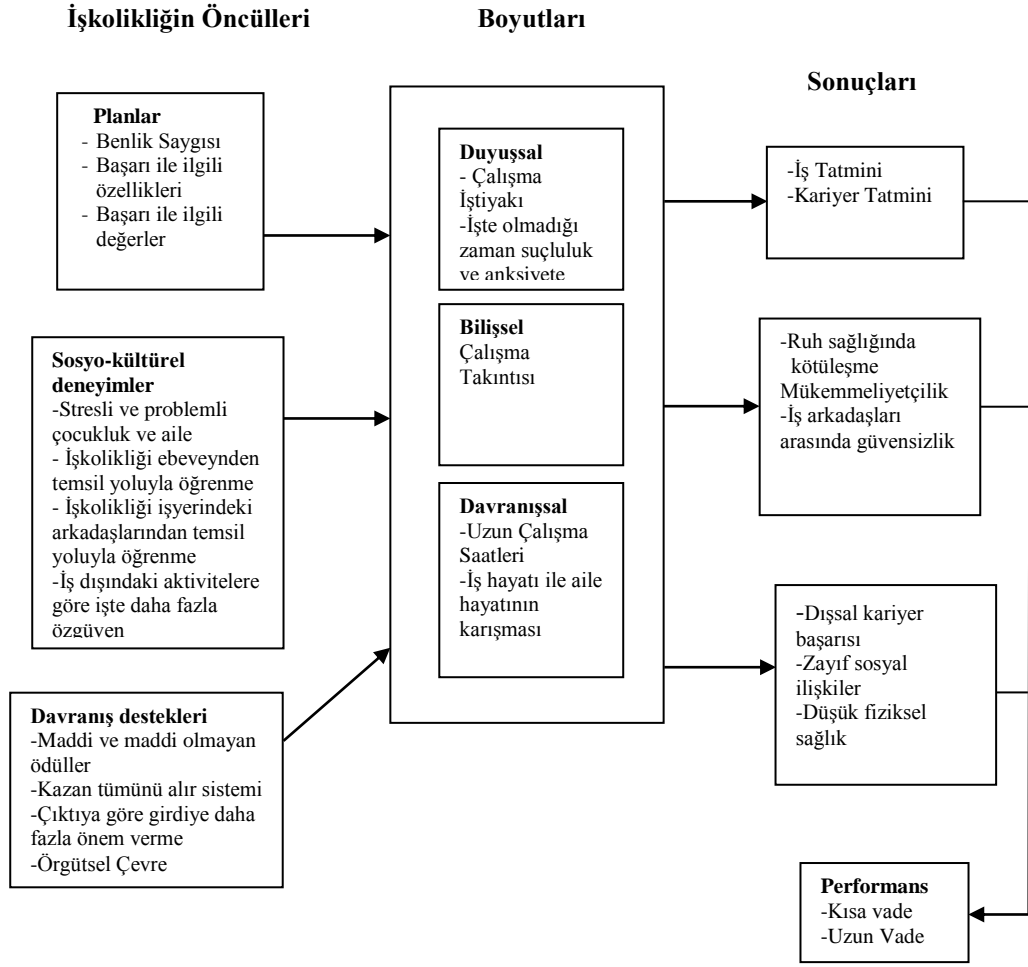 İşkolikliğin Öncülleri
Boyutları
Sonuçları
Planlar
- Benlik Saygısı
- Başarı ile ilgili
özellikleri
- Başarı ile ilgili
değerler
Sosyo-kültürel
deneyimler
-Stresli ve problemli
çocukluk ve aile
- İşkolikliği ebeveynden
temsil yoluyla öğrenme
- İşkolikliği işyerindeki
arkadaşlarından temsil
yoluyla öğrenme
-İş dışındaki aktivitelere
göre işte daha fazla
özgüven
Davranış destekleri
-Maddi ve maddi olmayan
ödüller
-Kazan tümünü alır sistemi
-Çıktıya göre girdiye daha
fazla önem verme
-Örgütsel Çevre
Duyuşsal
- Çalışma
İştiyakı
-İşte olmadığı
zaman suçluluk
ve anksiyete
Bilişsel
Çalışma
Takıntısı
Davranışsal
-Uzun Çalışma
Saatleri
-İş hayatı ile aile
hayatının
karışması
-İş Tatmini
-Kariyer Tatmini
-Ruh sağlığında
kötüleşme
Mükemmeliyetçilik
-İş arkadaşları
arasında güvensizlik
-Dışsal kariyer
başarısı
-Zayıf sosyal
ilişkiler
-Düşük fiziksel
sağlık
Performans
-Kısa vade
-Uzun Vade